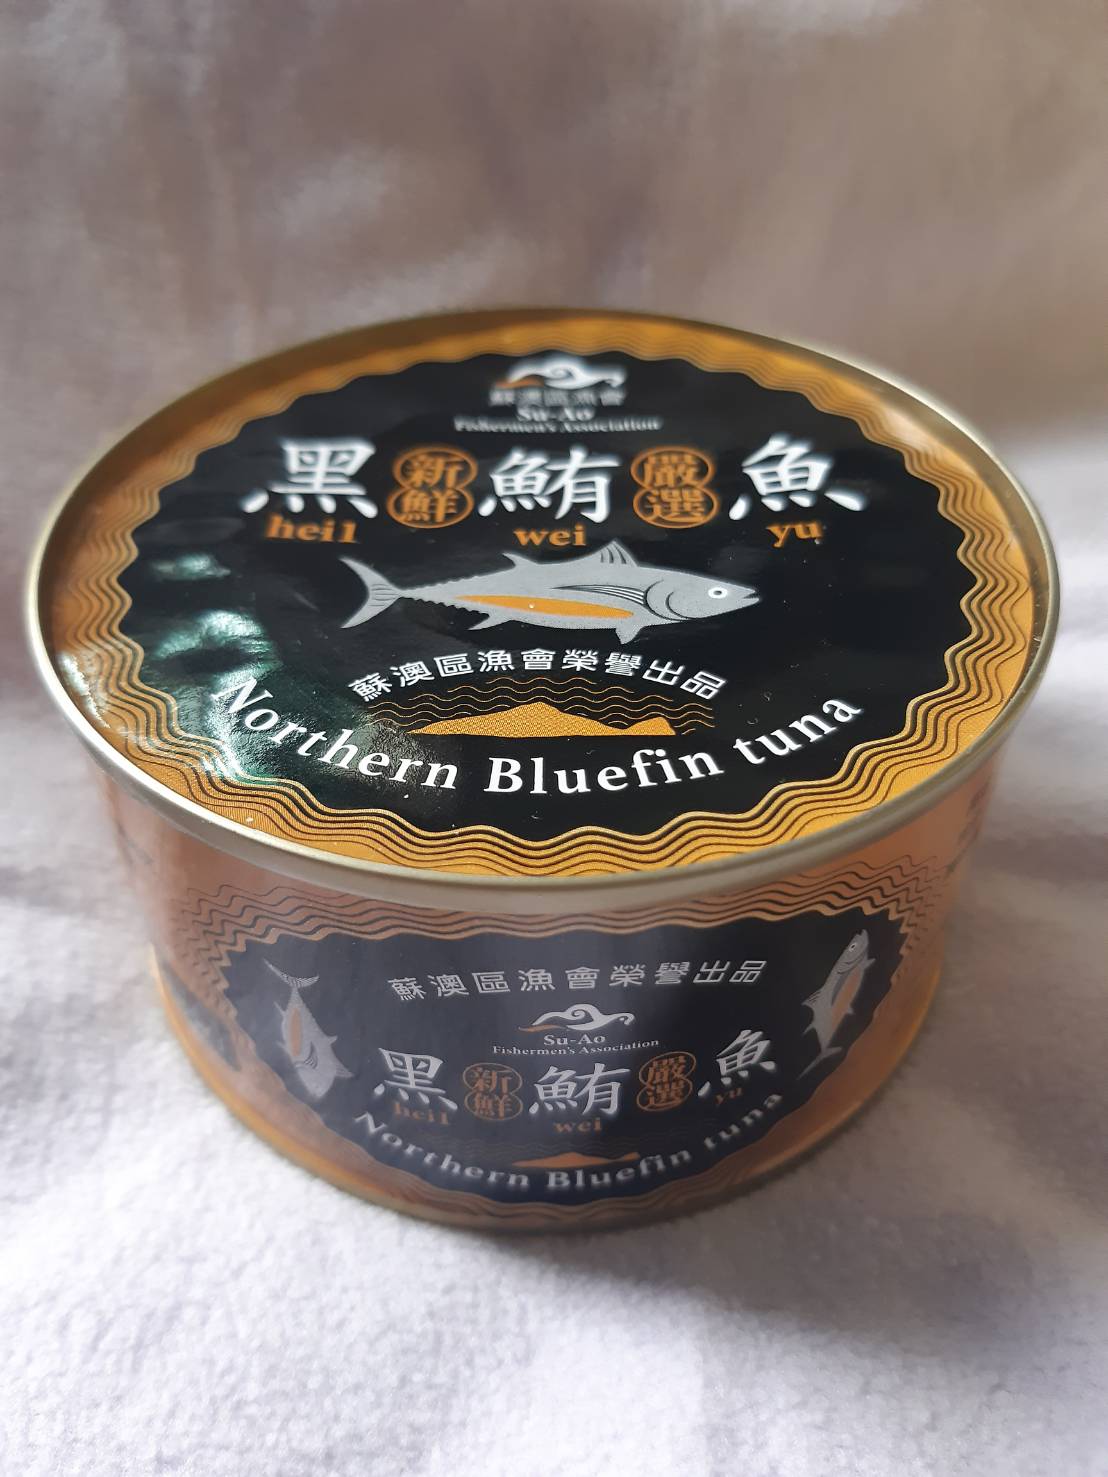 蘇澳區漁會
Su-Ao
Fishermen's Association
黑 新鮮 鮪 嚴選 魚
hei1 wei yu
蘇澳區漁會榮譽出品
Northern Bluefin tuna
蘇澳區漁會榮譽出品
Su-Ao
Fishermen's Association
黑 新鮮 鮪 嚴選 魚
hei1 wei yu
Northern Bluefin tuna